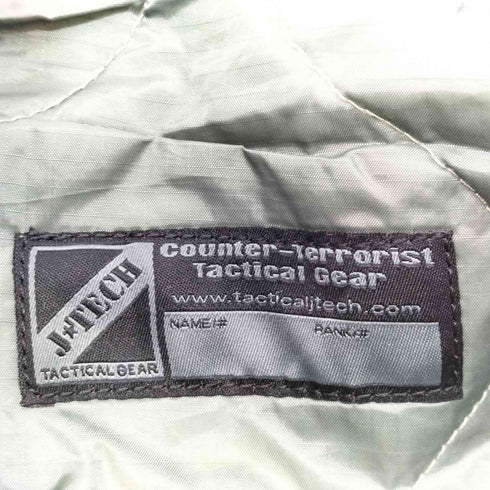 J★TECH
TACTICAL GEAR
Counter-Terrorist
Tactical Gear
www.tacticaljtech.com
NAME/#
RANK/#